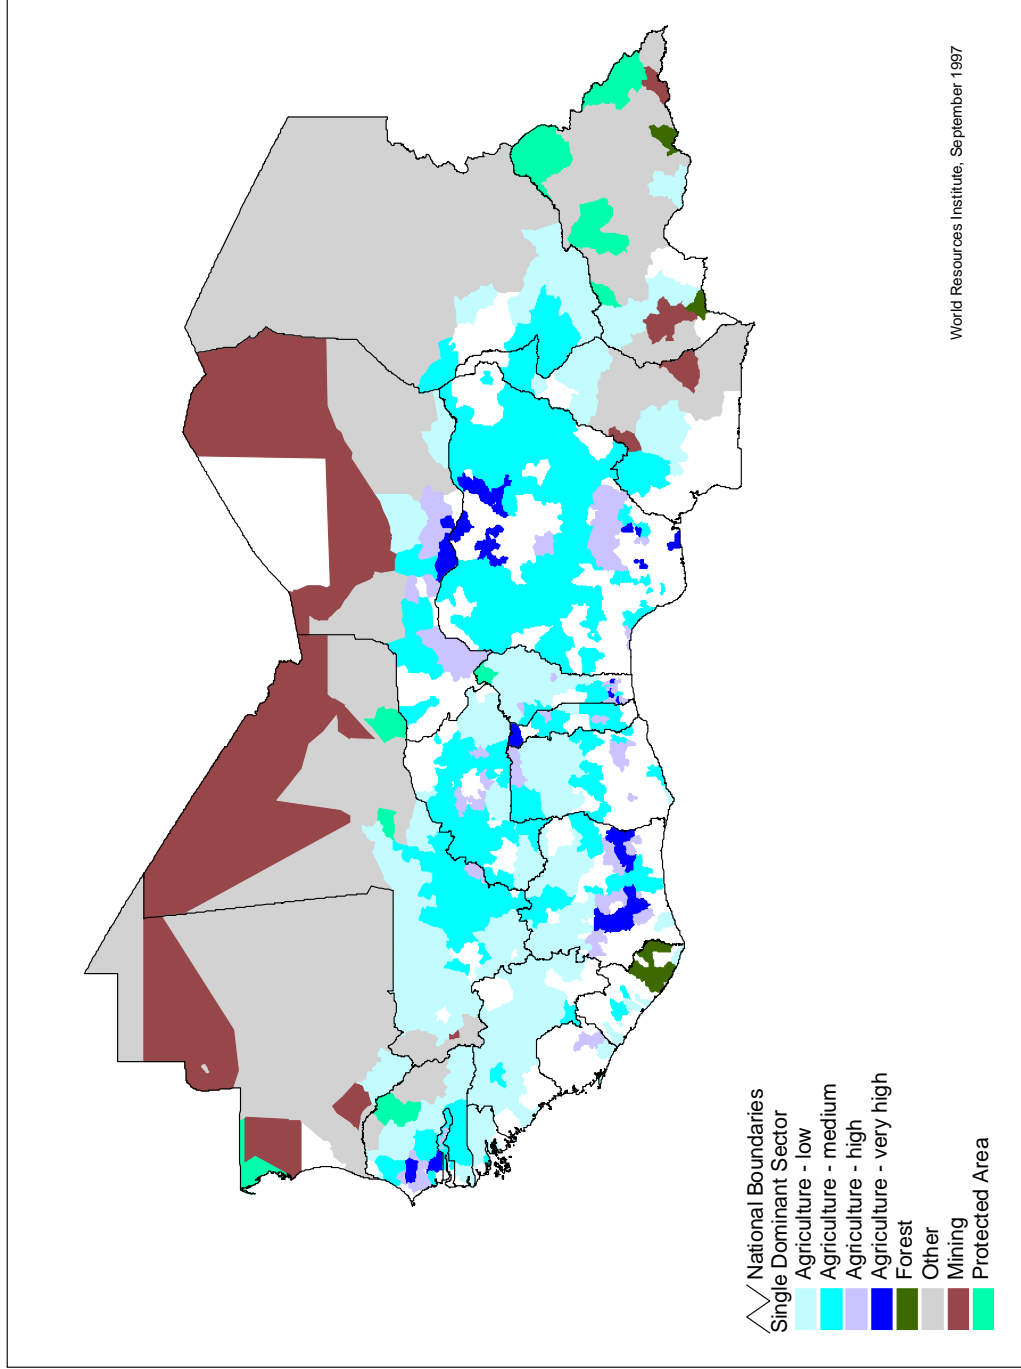 National Boundaries
Single Dominant Sector
Agriculture - low
Agriculture - medium
Agriculture - high
Agriculture - very high
Forest
Other
Mining
Protected Area
World Resources Institute, September 1997